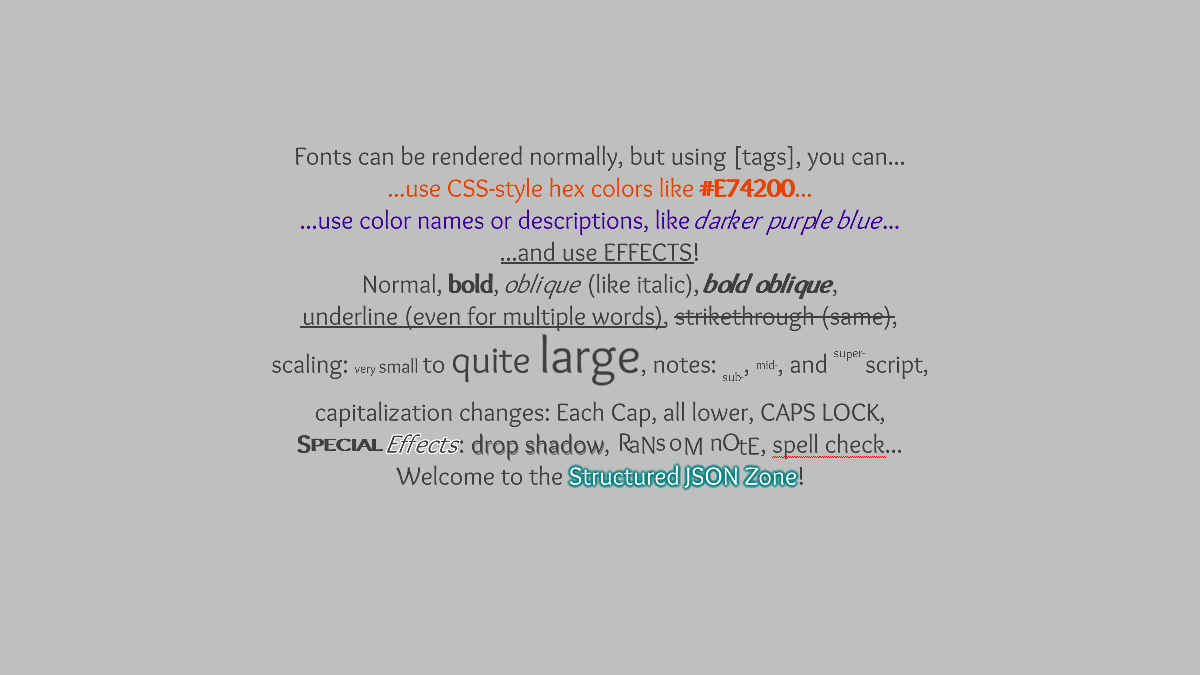 Fonts can be rendered normally, but using [tags], you can...
...use CSS-style hex colors like #E74200...
...use color names or descriptions, like darker purple blue...
...and use EFFECTS!
Normal, bold, oblique (like italic), bold oblique,
underline (even for multiple words), strikethrough (same),
scaling: very small to quite large, notes: sub-, mid-, and super-script,
capitalization changes: Each Cap, all lower, CAPS LOCK,
Special Effects: drop shadow, RaNsoM nOtE, spell check...
Welcome to the Structured JSON Zone!